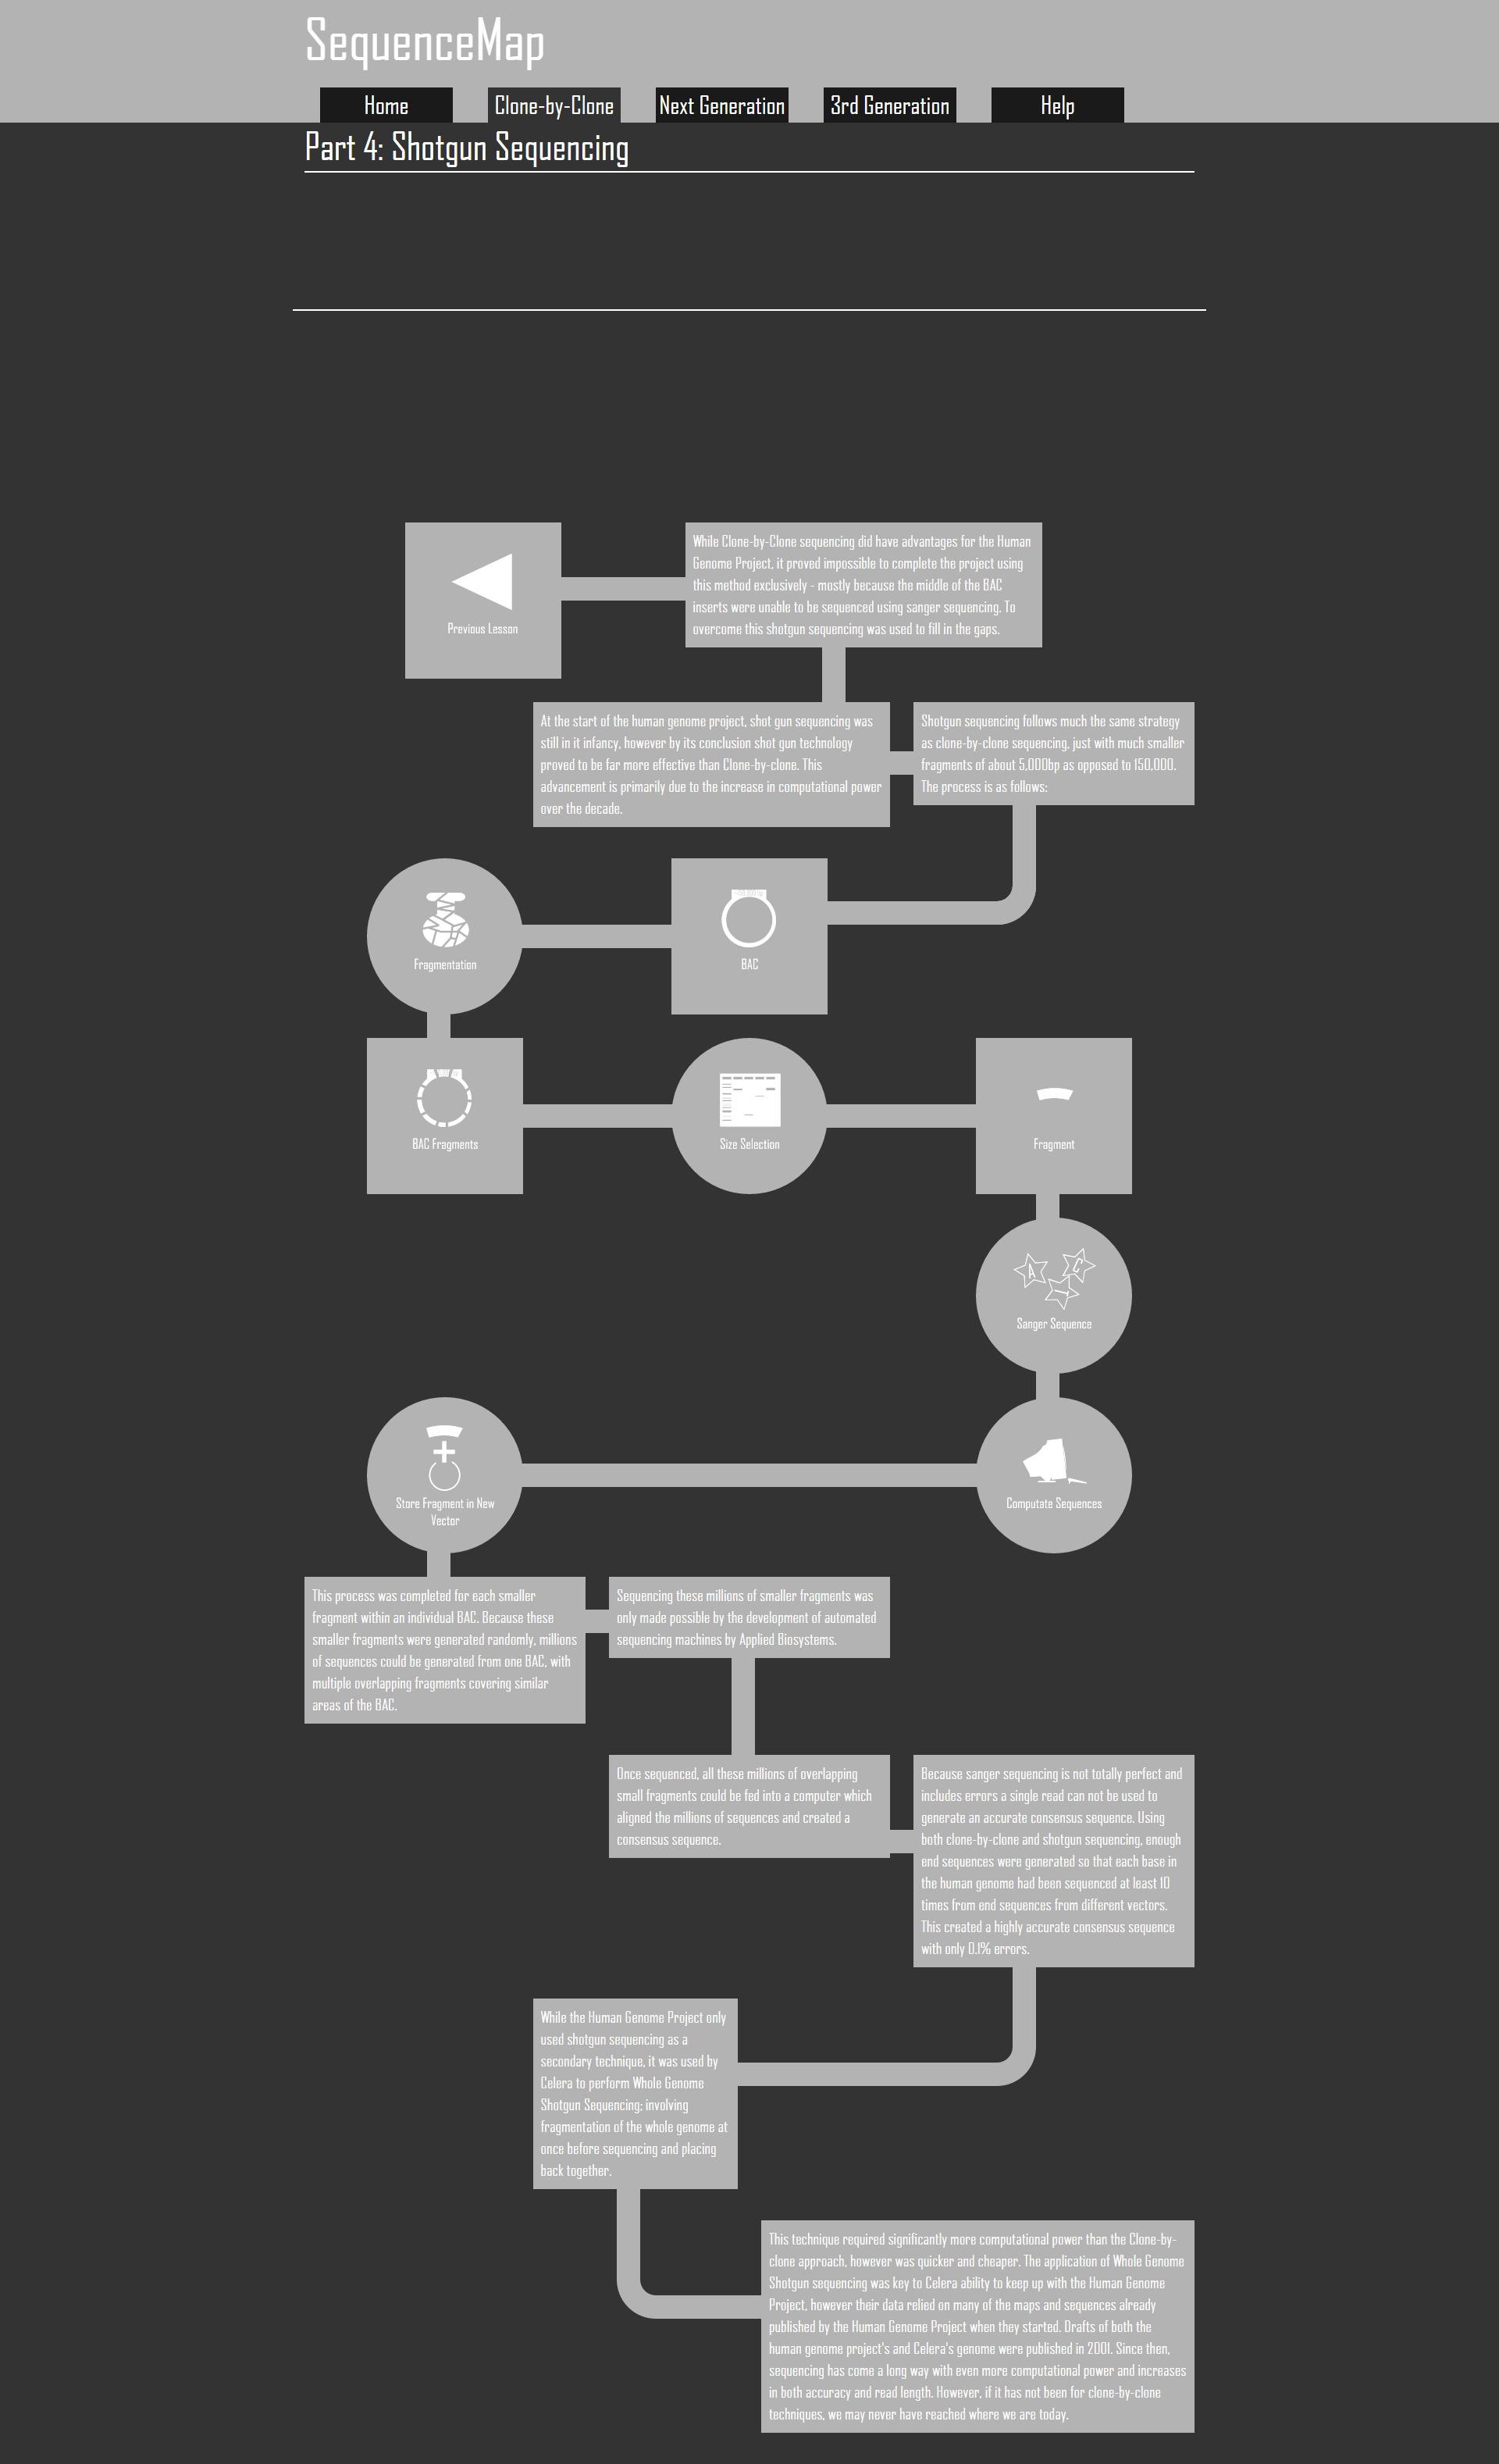 SequenceMap
Home
Clone-by-Clone
Next Generation
3rd Generation
Help
Part 4: Shotgun Sequencing
Previous Lesson
While Clone-by-Clone sequencing did have advantages for the Human
Genome Project, it proved impossible to complete the project using
this method exclusively - mostly because the middle of the BAC
inserts were unable to be sequenced using sanger sequencing. To
overcome this shotgun sequencing was used to fill in the gaps.
At the start of the human genome project, shot gun sequencing was
still in it infancy, however by its conclusion shot gun technology
proved to be far more effective than Clone-by-clone. This
advancement is primarily due to the increase in computational power
over the decade.
Shotgun sequencing follows much the same strategy
as clone-by-clone sequencing, just with much smaller
fragments of about 5,000bp as opposed to 150,000.
The process is as follows:
BAC
Fragmentation
BAC Fragments
Size Selection
Fragment
A
C
T
Sanger Sequence
Computate Sequences
Store Fragment in New
Vector
This process was completed for each smaller
fragment within an individual BAC. Because these
smaller fragments were generated randomly, millions
of sequences could be generated from one BAC, with
multiple overlapping fragments covering similar
areas of the BAC.
Sequencing these millions of smaller fragments was
only made possible by the development of automated
sequencing machines by Applied Biosystems.
Once sequenced, all these millions of overlapping
small fragments could be fed into a computer which
aligned the millions of sequences and created a
consensus sequence.
Because sanger sequencing is not totally perfect and
includes errors a single read can not be used to
generate an accurate consensus sequence. Using
both clone-by-clone and shotgun sequencing, enough
end sequences were generated so that each base in
the human genome had been sequenced at least 10
times from end sequences from different vectors.
This created a highly accurate consensus sequence
with only 0.1% errors.
While the Human Genome Project only
used shotgun sequencing as a
secondary technique, it was used by
Celera to perform Whole Genome
Shotgun Sequencing; involving
fragmentation of the whole genome at
once before sequencing and placing
back together.
This technique required significantly more computational power than the Clone-by-
clone approach, however was quicker and cheaper. The application of Whole Genome
Shotgun sequencing was key to Celera ability to keep up with the Human Genome
Project, however their data relied on many of the maps and sequences already
published by the Human Genome Project when they started. Drafts of both the
human genome project's and Celera's genome were published in 2001. Since then,
sequencing has come a long way with even more computational power and increases
in both accuracy and read length. However, if it has not been for clone-by-clone
techniques, we may never have reached where we are today.